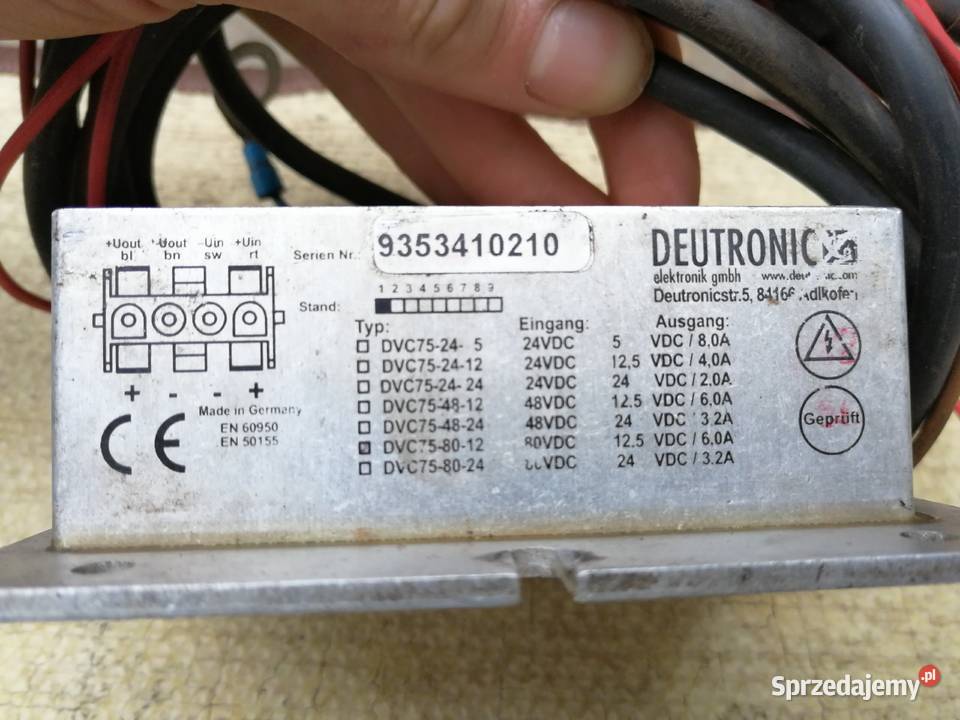 +Uout -Uout -Uin +Uin
bl bn sw rt
+ - - +
Made in Germany
EN 60950
EN 50155
CE
Serien Nr.: 9353410210
Stand: 1 2 3 4 5 6 7 8 9
DEUTRONIC
elektronik gmbh
Deutronicstr.5, 84166 Adlkofen
Typ: Eingang: Ausgang:
DVC75-24- 5 24VDC 5 VDC / 8,0A
DVC75-24-12 24VDC 12,5 VDC / 4,0A
DVC75-24-24 24VDC 24 VDC / 2.0A
DVC75-48-12 48VDC 12.5 VDC / 6,0A
DVC75-48-24 48VDC 24 VDC / 3.2A
DVC75-80-12 80VDC 12.5 VDC / 6,0A
DVC75-80-24 80VDC 24 VDC / 3.2A
Geprüft
Sprzedajemy.pl